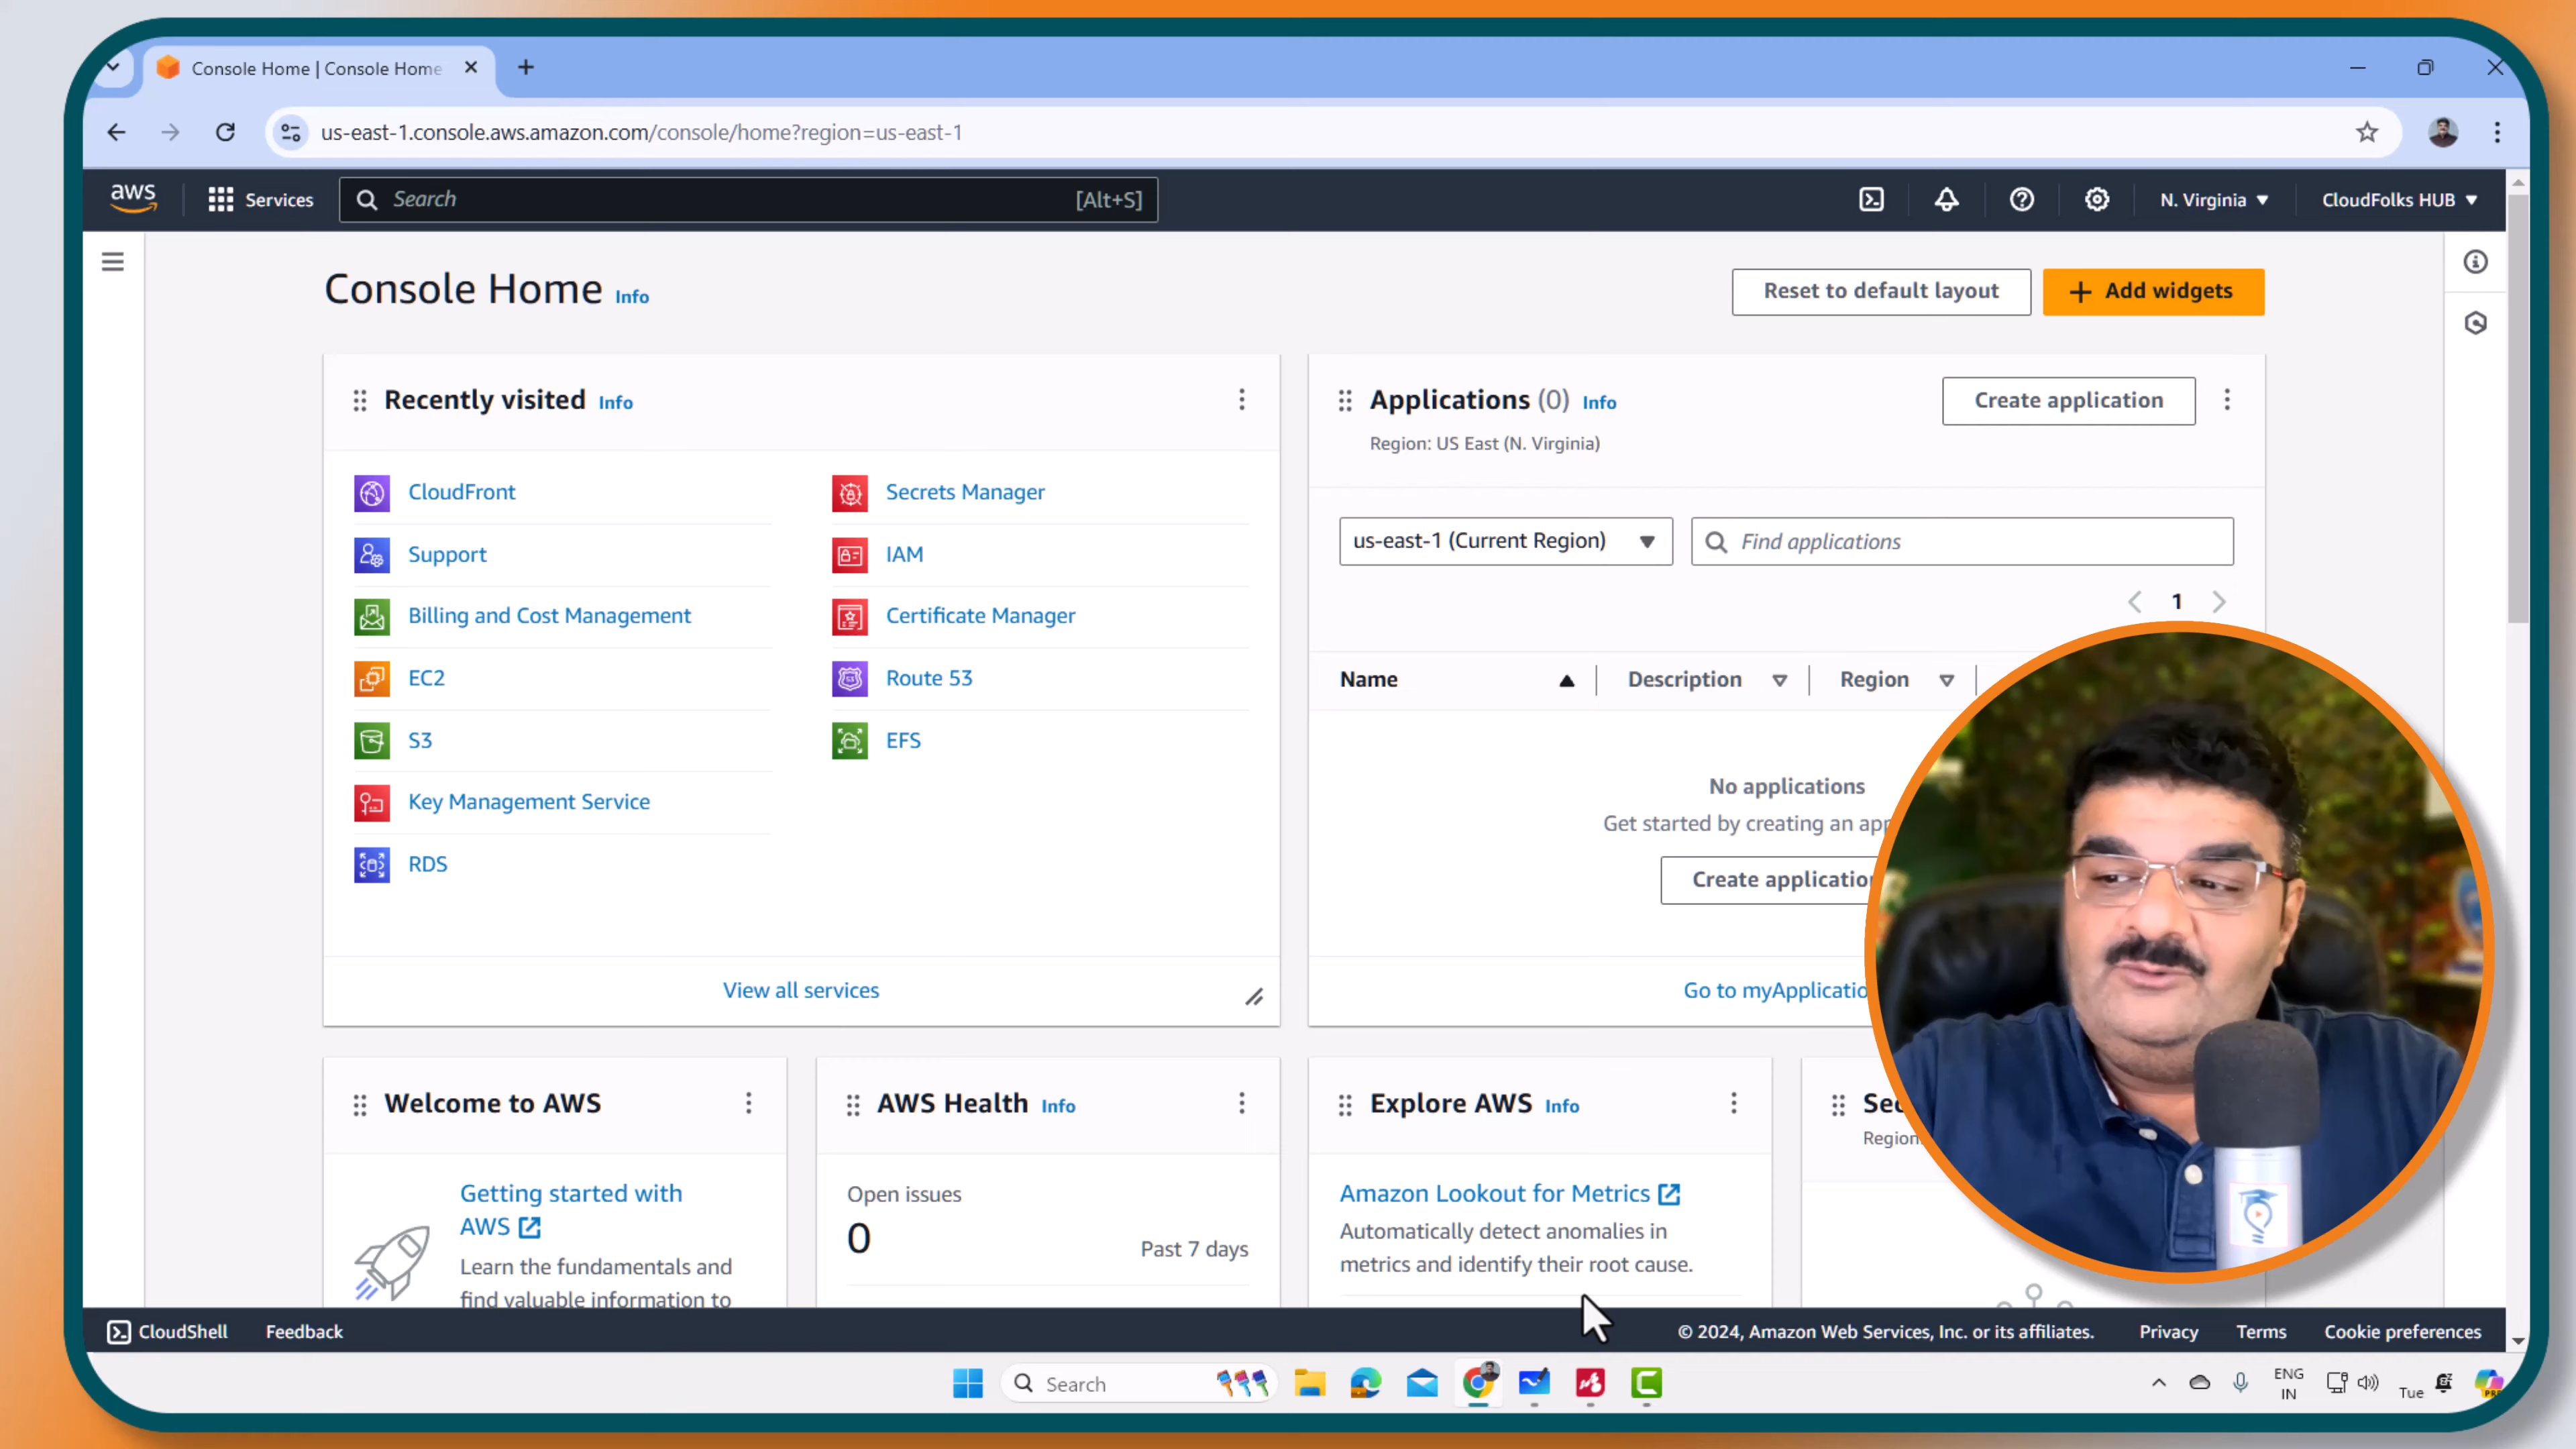 Console Home | Console Home
us-east-1.console.aws.amazon.com/console/home?region=us-east-1
aws
Services
Search
[Alt+S]
N. Virginia
CloudFolks HUB
Console Home Info
Reset to default layout
Add widgets
Recently visited Info
CloudFront
Support
Billing and Cost Management
EC2
S3
Key Management Service
RDS
Secrets Manager
IAM
Certificate Manager
Route 53
EFS
View all services
Applications (0) Info
Region: US East (N. Virginia)
Create application
us-east-1 (Current Region)
Find applications
1
Name
Description
Region
No applications
Get started by creating an
Create
Go to
Welcome to AWS
Getting started with
AWS
Learn the fundamentals and
find valuable information to
AWS Health Info
Open issues
0
Past 7 days
Explore AWS Info
Amazon Lookout for Metrics
Automatically detect anomalies in
metrics and identify their root cause.
Region
CloudShell
Feedback
© 2024, Amazon Web Services, Inc. or its affiliates.
Privacy
Terms
Cookie preferences
Search
ENG
IN
Tue